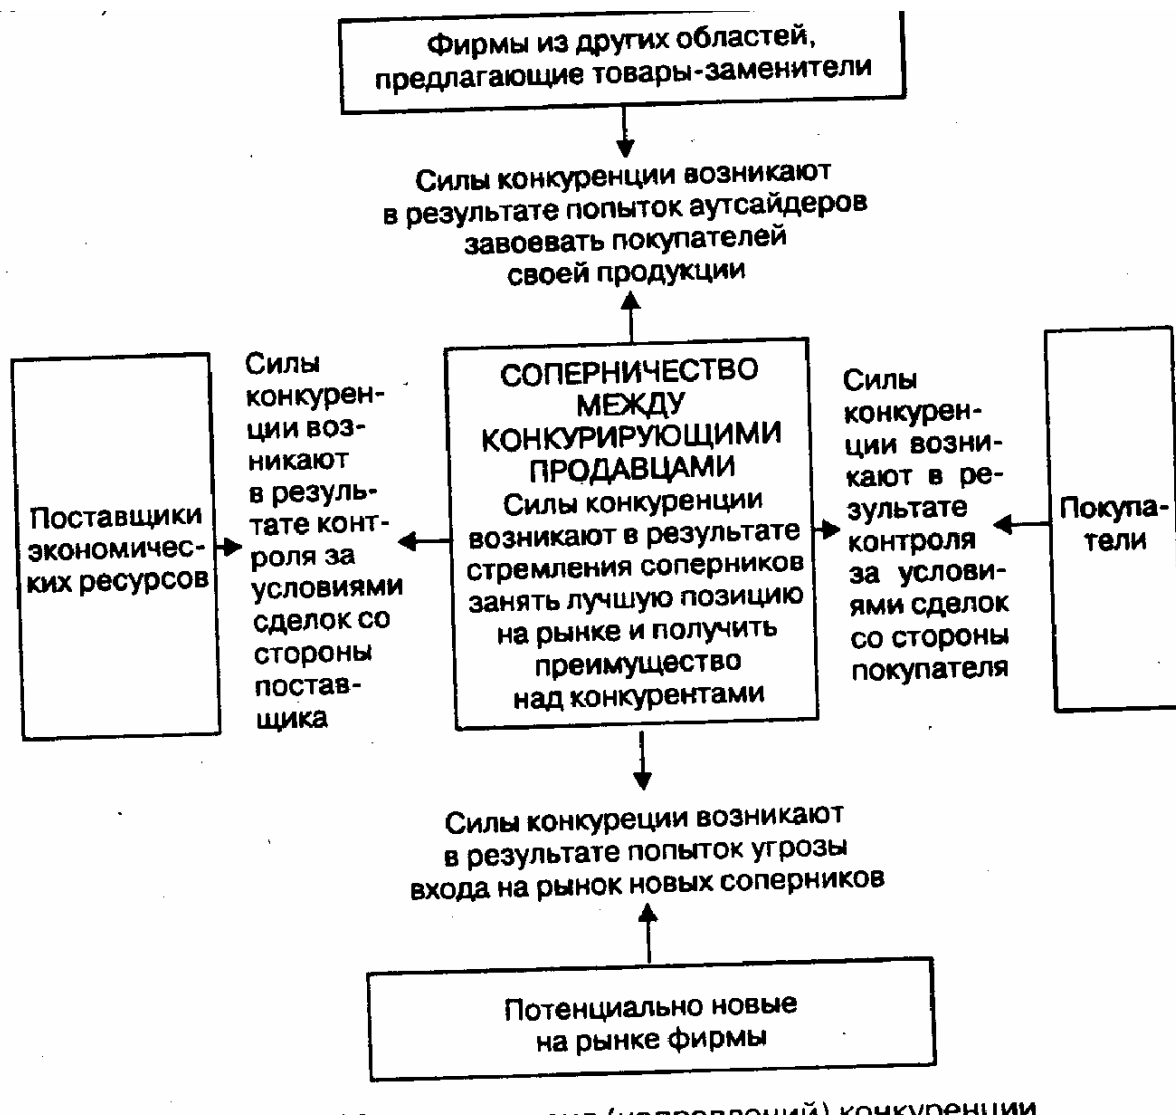 Фирмы из других областей,
предлагающие товары-заменители
Силы конкуренции возникают
в результате попыток аутсайдеров
завоевать покупателей
своей продукции
Поставщики
экономичес-
ких ресурсов
Силы
конкурен-
ции воз-
никают
в резуль-
тате конт-
роля за
условиями
сделок со
стороны
постав-
щика
СОПЕРНИЧЕСТВО
МЕЖДУ
КОНКУРИРУЮЩИМИ
ПРОДАВЦАМИ
Силы конкуренции
возникают в результате
стремления соперников
занять лучшую позицию
на рынке и получить
преимущество
над конкурентами
Силы
конкурен-
ции возни-
кают в ре-
зультате
контроля
за услови-
ями сделок
со стороны
покупателя
Покупа-
тели
Силы конкуреции возникают
в результате попыток угрозы
входа на рынок новых соперников
Потенциально новые
на рынке фирмы
(направлений) конкуренции